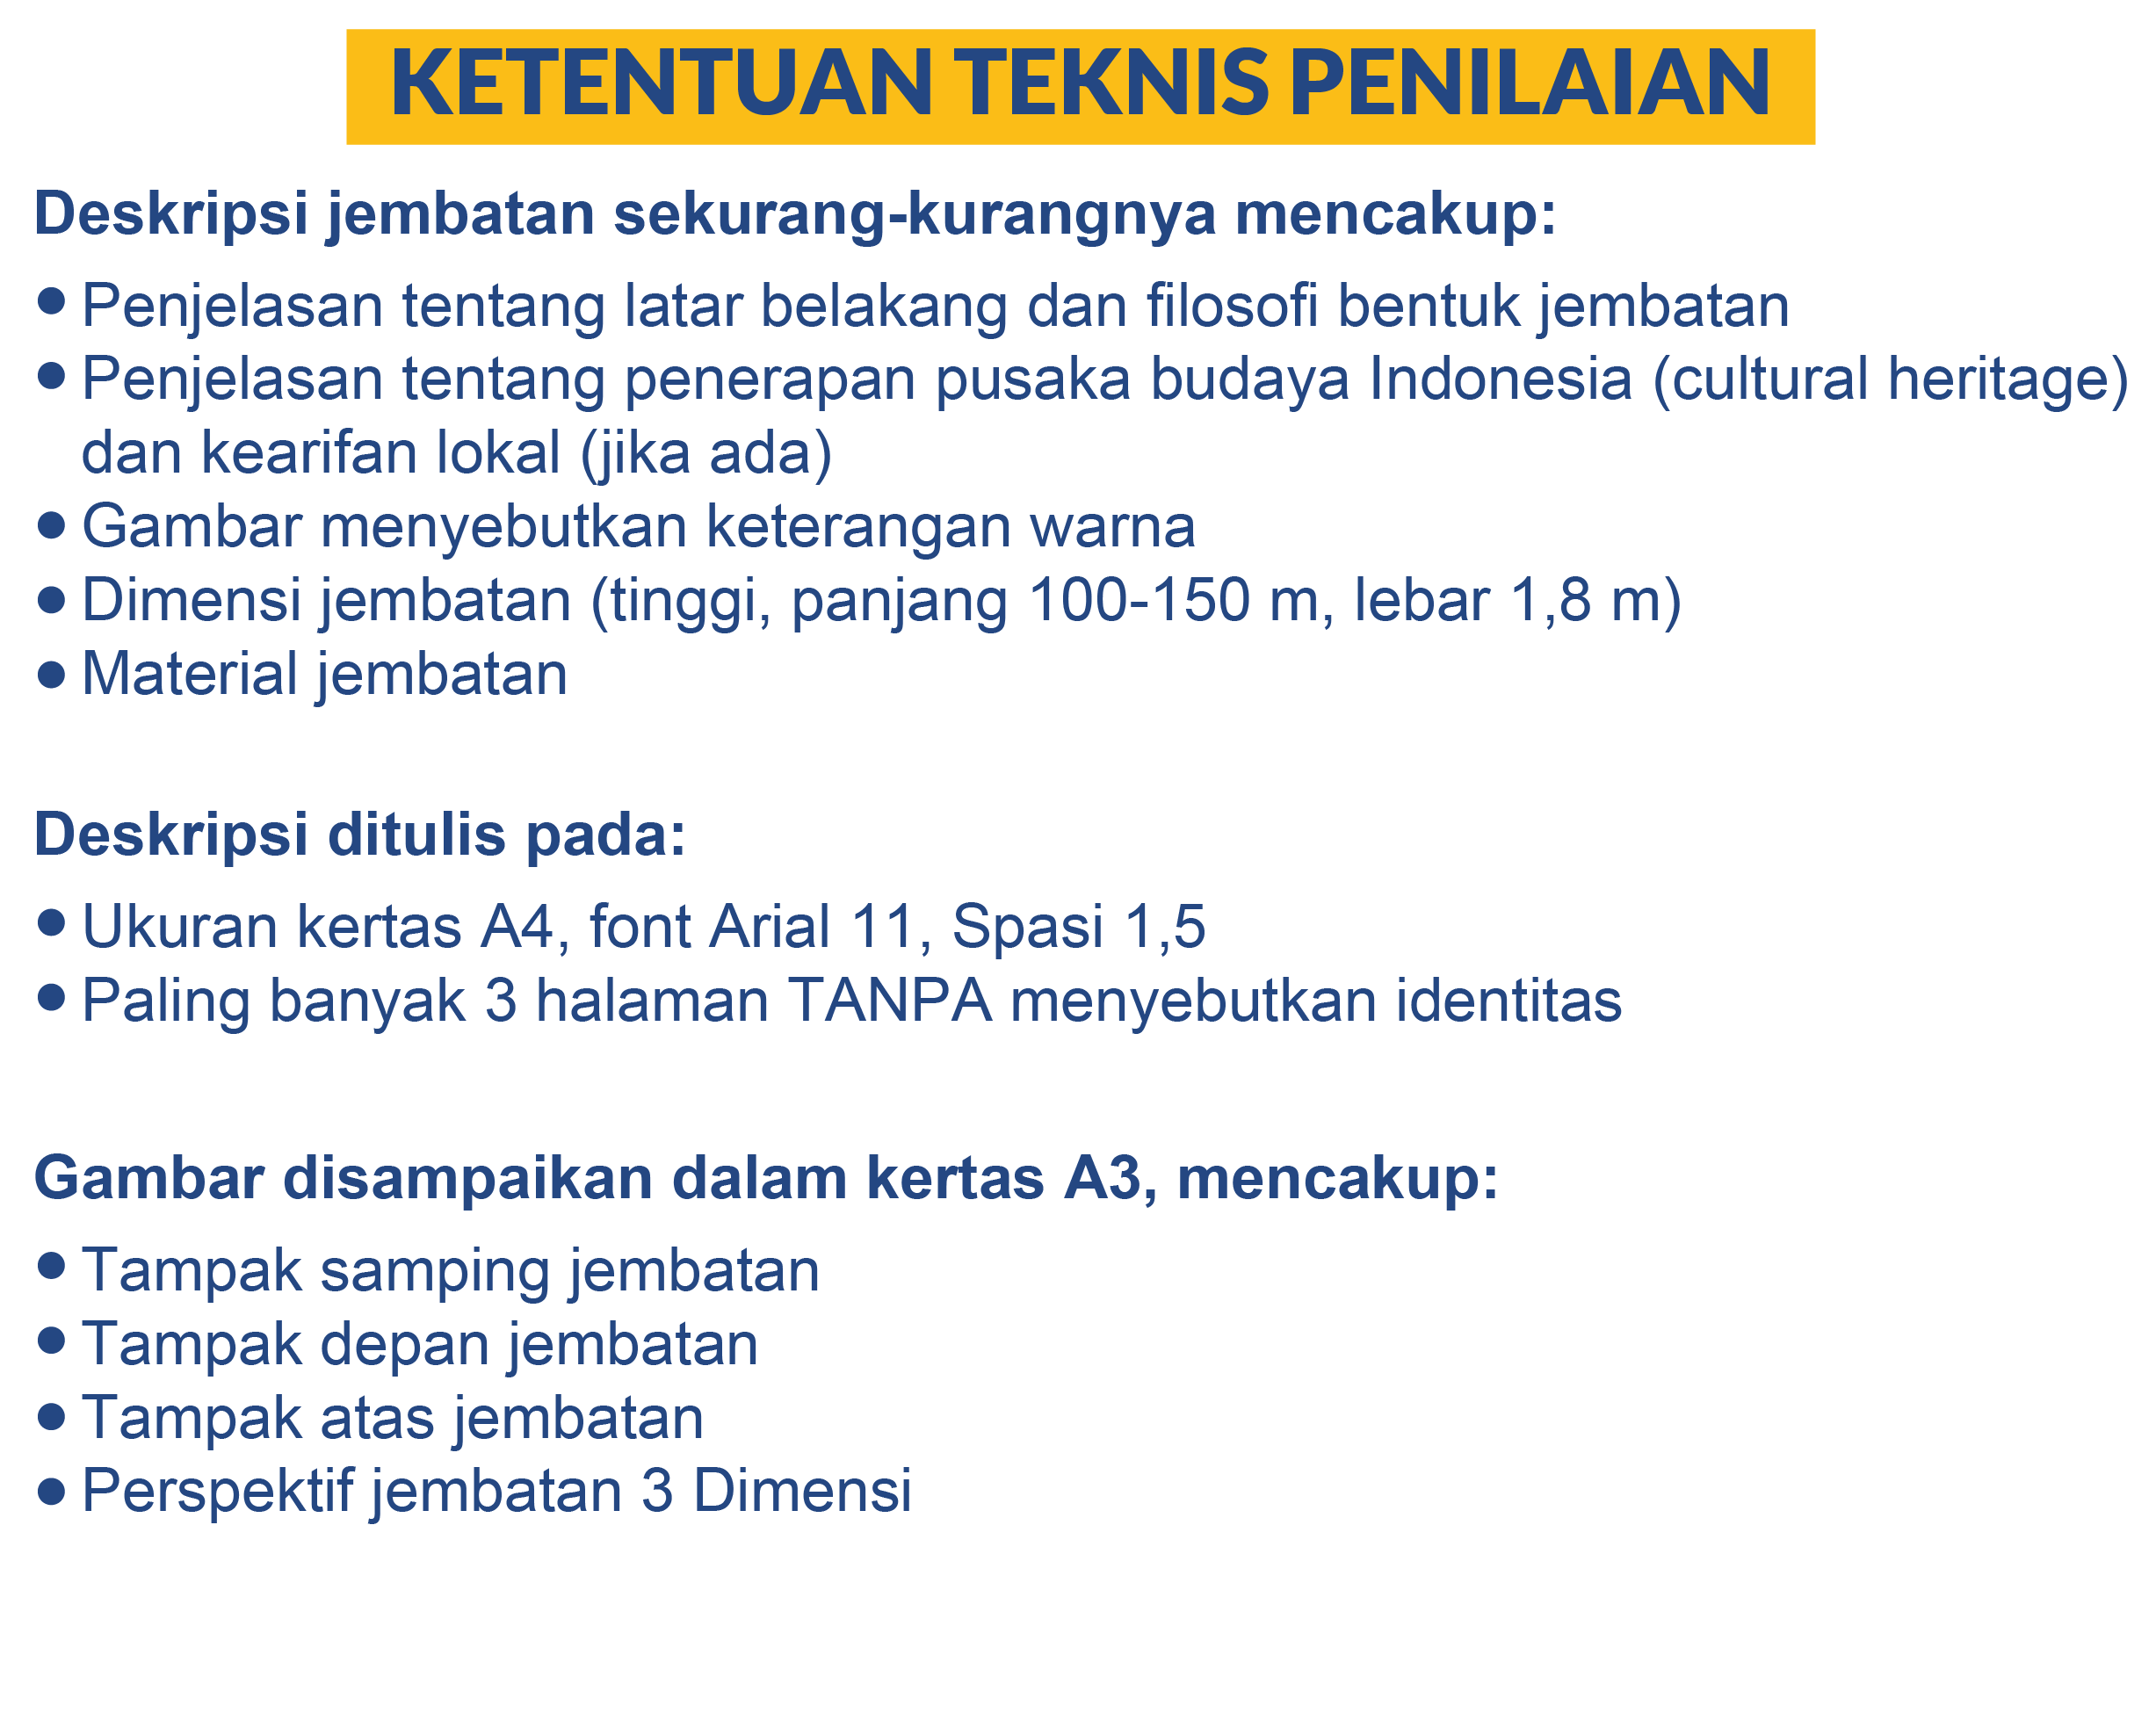 KETENTUAN TEKNIS PENILAIAN
Deskripsi jembatan sekurang-kurangnya mencakup:
● Penjelasan tentang latar belakang dan filosofi bentuk jembatan
● Penjelasan tentang penerapan pusaka budaya Indonesia (cultural heritage)
dan kearifan lokal (jika ada)
● Gambar menyebutkan keterangan warna
● Dimensi jembatan (tinggi, panjang 100-150 m, lebar 1,8 m)
● Material jembatan
Deskripsi ditulis pada:
● Ukuran kertas A4, font Arial 11, Spasi 1,5
● Paling banyak 3 halaman TANPA menyebutkan identitas
Gambar disampaikan dalam kertas A3, mencakup:
● Tampak samping jembatan
● Tampak depan jembatan
● Tampak atas jembatan
● Perspektif jembatan 3 Dimensi